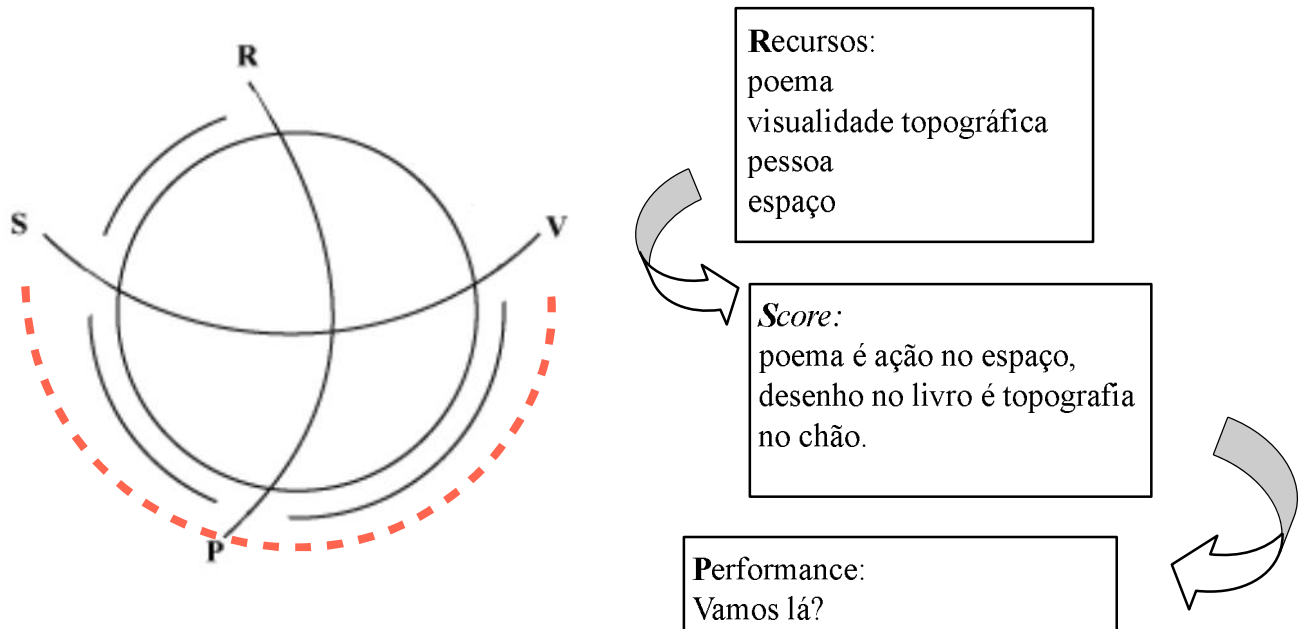 R
S
V
P
Recursos:
poema
visualidade topográfica
pessoa
espaço
Score:
poema é ação no espaço,
desenho no livro é topografia
no chão.
Performance:
Vamos lá?